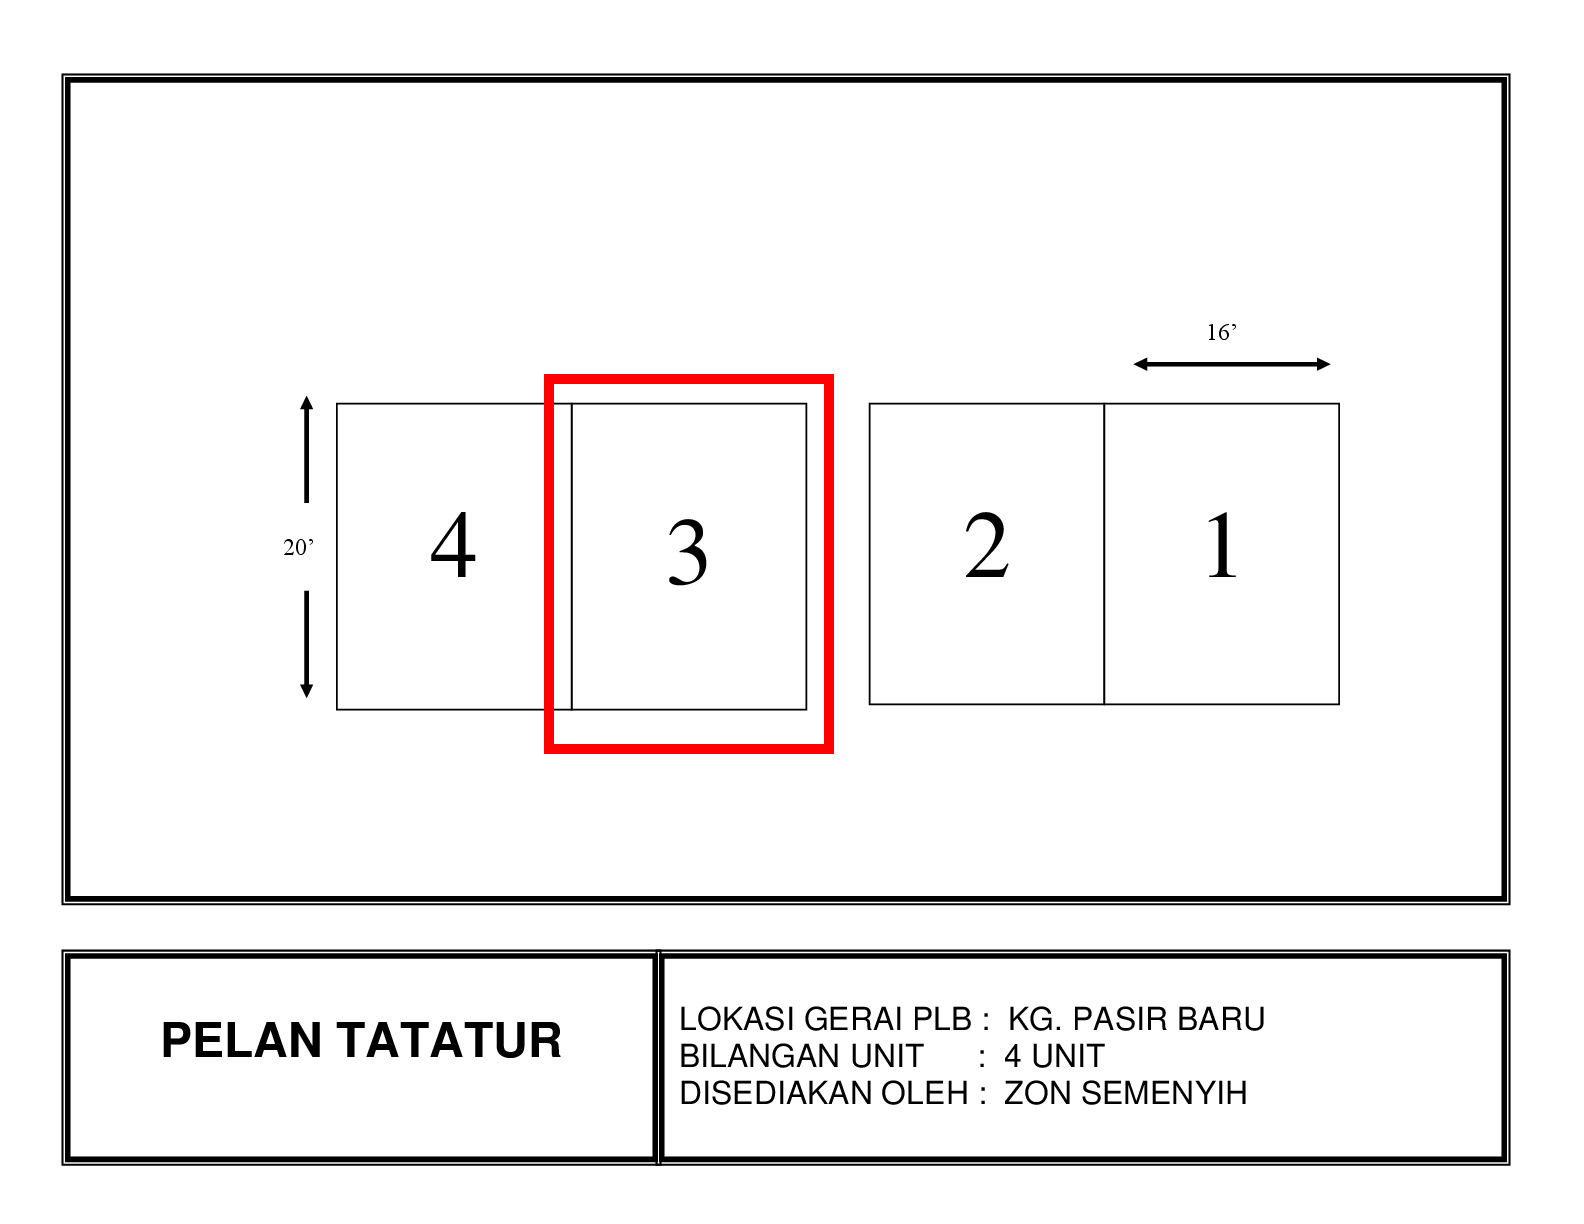 16’
20’
4
3
2
1
PELAN TATATUR
LOKASI GERAI PLB : KG. PASIR BARU
BILANGAN UNIT : 4 UNIT
DISEDIAKAN OLEH : ZON SEMENYIH